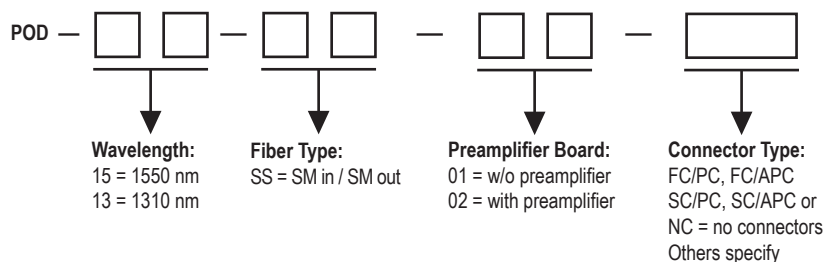 POD — — — —
Wavelength:
15 = 1550 nm
13 = 1310 nm
Fiber Type:
SS = SM in / SM out
Preamplifier Board:
01 = w/o preamplifier
02 = with preamplifier
Connector Type:
FC/PC, FC/APC
SC/PC, SC/APC or
NC = no connectors
Others specify